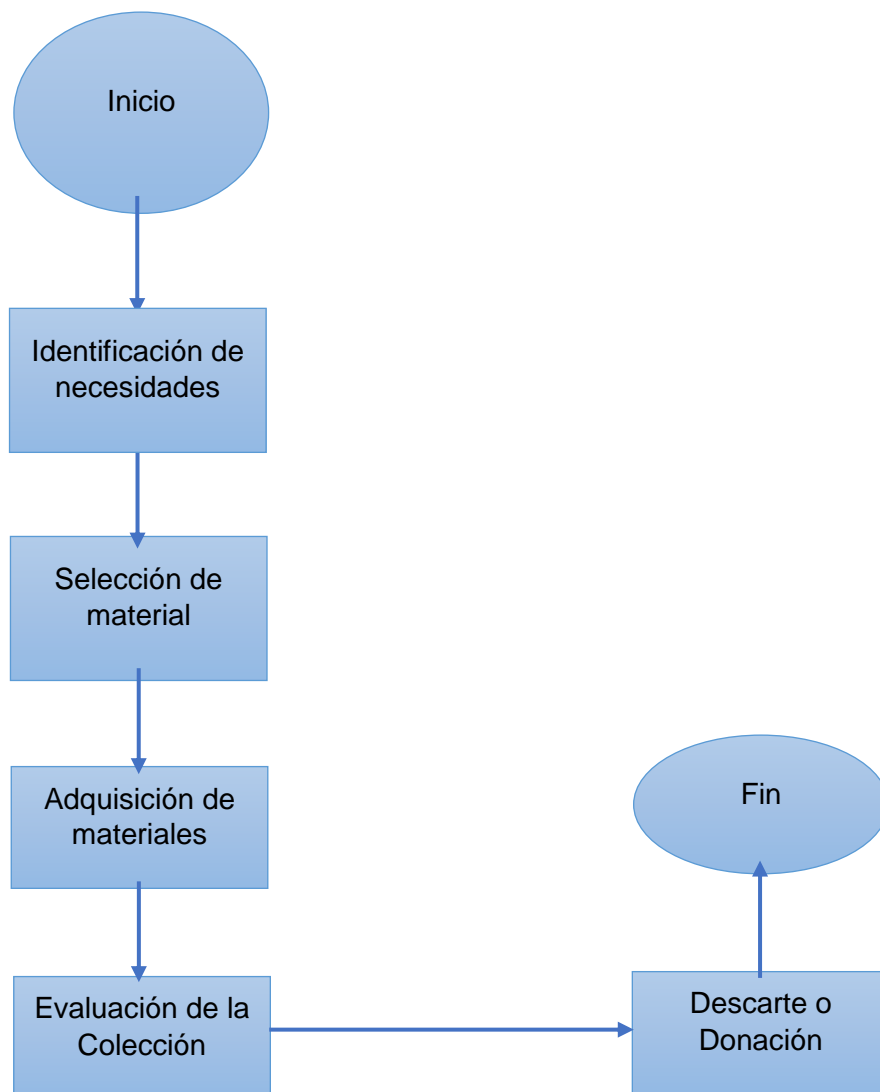 Inicio
Identificación de
necesidades
Selección de
material
Adquisición de
materiales
Evaluación de la
Colección
Descarte o
Donación
Fin